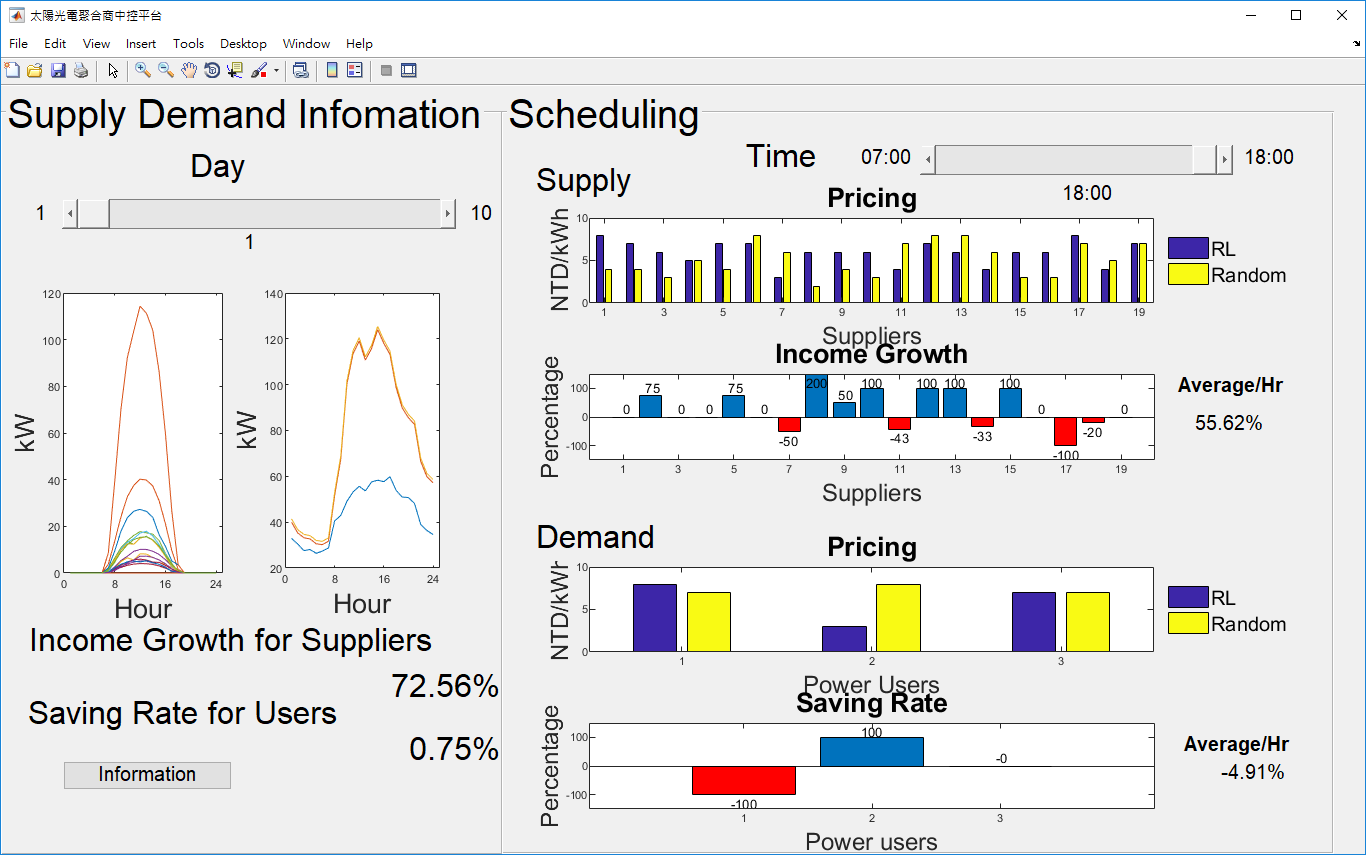 太陽光電聚合商中控平台
File Edit View Insert Tools Desktop Window Help
Supply Demand Infomation
Day
1 10
1
120
100
80
60
40
20
0
0 8 16 24
kW
Hour
140
120
100
80
60
40
20
0 8 16 24
kW
Hour
Income Growth for Suppliers
72.56%
Saving Rate for Users
0.75%
Information
Scheduling
Time 07:00 18:00
18:00
Supply
Pricing
NTD/kWh
10
5
0
1 3 5 7 9 11 13 15 17 19
Suppliers
RL
Random
Income Growth
Percentage
100
0
-100
0 75 0 0 75 0 -50 200 50 100 -43 100 100 -33 100 0 -100 -20 0
1 3 5 7 9 11 13 15 17 19
Suppliers
Average/Hr
55.62%
Demand
Pricing
NTD/kWh
10
5
0
1 2 3
Power Users
RL
Random
Saving Rate
Percentage
100
0
-100
-100 100 -0
1 2 3
Power users
Average/Hr
-4.91%